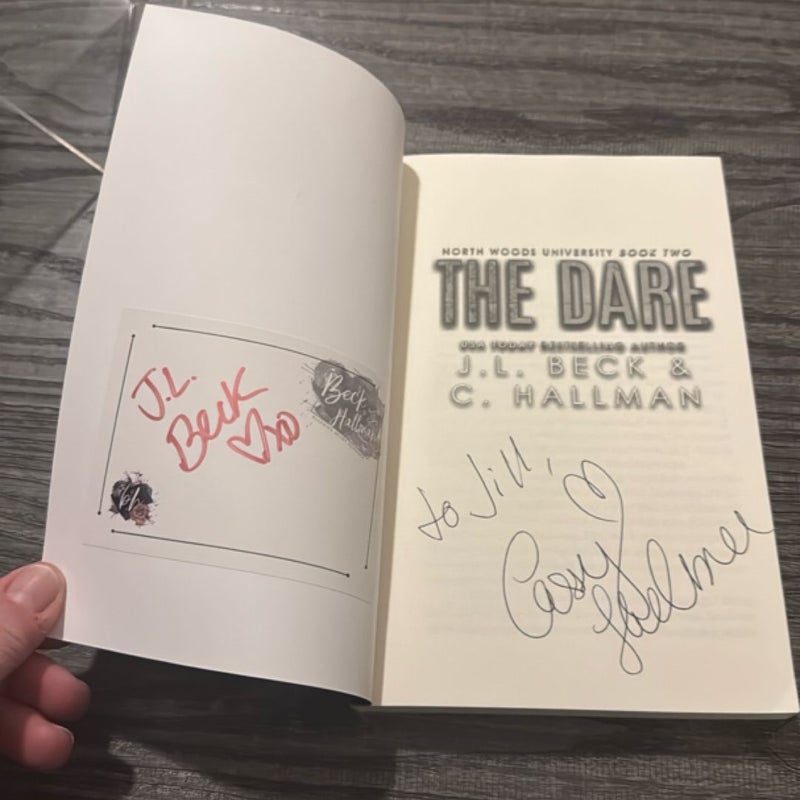 J.L.
Beck
xo
Beck
Hallman
NORTH WOODS UNIVERSITY BOOK TWO
THE DARE
USA TODAY BESTSELLING AUTHOR
J.L. BECK &
C. HALLMAN
to Jill,
Cassy
Hallman